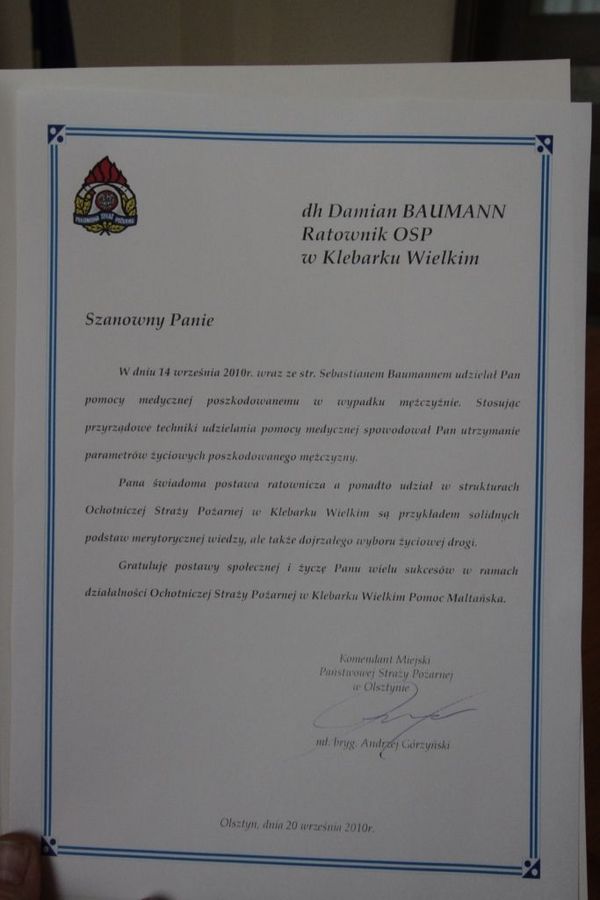 PAŃSTWOWA STRAŻ POŻARNA
dh Damian BAUMANN
Ratownik OSP
w Klebarku Wielkim
Szanowny Panie
W dniu 14 września 2010r. wraz ze str. Sebastianem Baumannem udzielał Pan
pomocy medycznej poszkodowanemu w wypadku mężczyźnie. Stosując
przyrządowe techniki udzielania pomocy medycznej spowodował Pan utrzymanie
parametrów życiowych poszkodowanego mężczyzny.
Pana świadoma postawa ratownicza a ponadto udział w strukturach
Ochotniczej Straży Pożarnej w Klebarku Wielkim są przykładem solidnych
podstaw merytorycznej wiedzy, ale także dojrzałego wyboru życiowej drogi.
Gratuluję postawy społecznej i życzę Panu wielu sukcesów w ramach
działalności Ochotniczej Straży Pożarnej w Klebarku Wielkim Pomoc Maltańska.
Komendant Miejski
Państwowej Straży Pożarnej
w Olsztynie
mł. bryg. Andrzej Górzyński
Olsztyn, dnia 20 września 2010r.